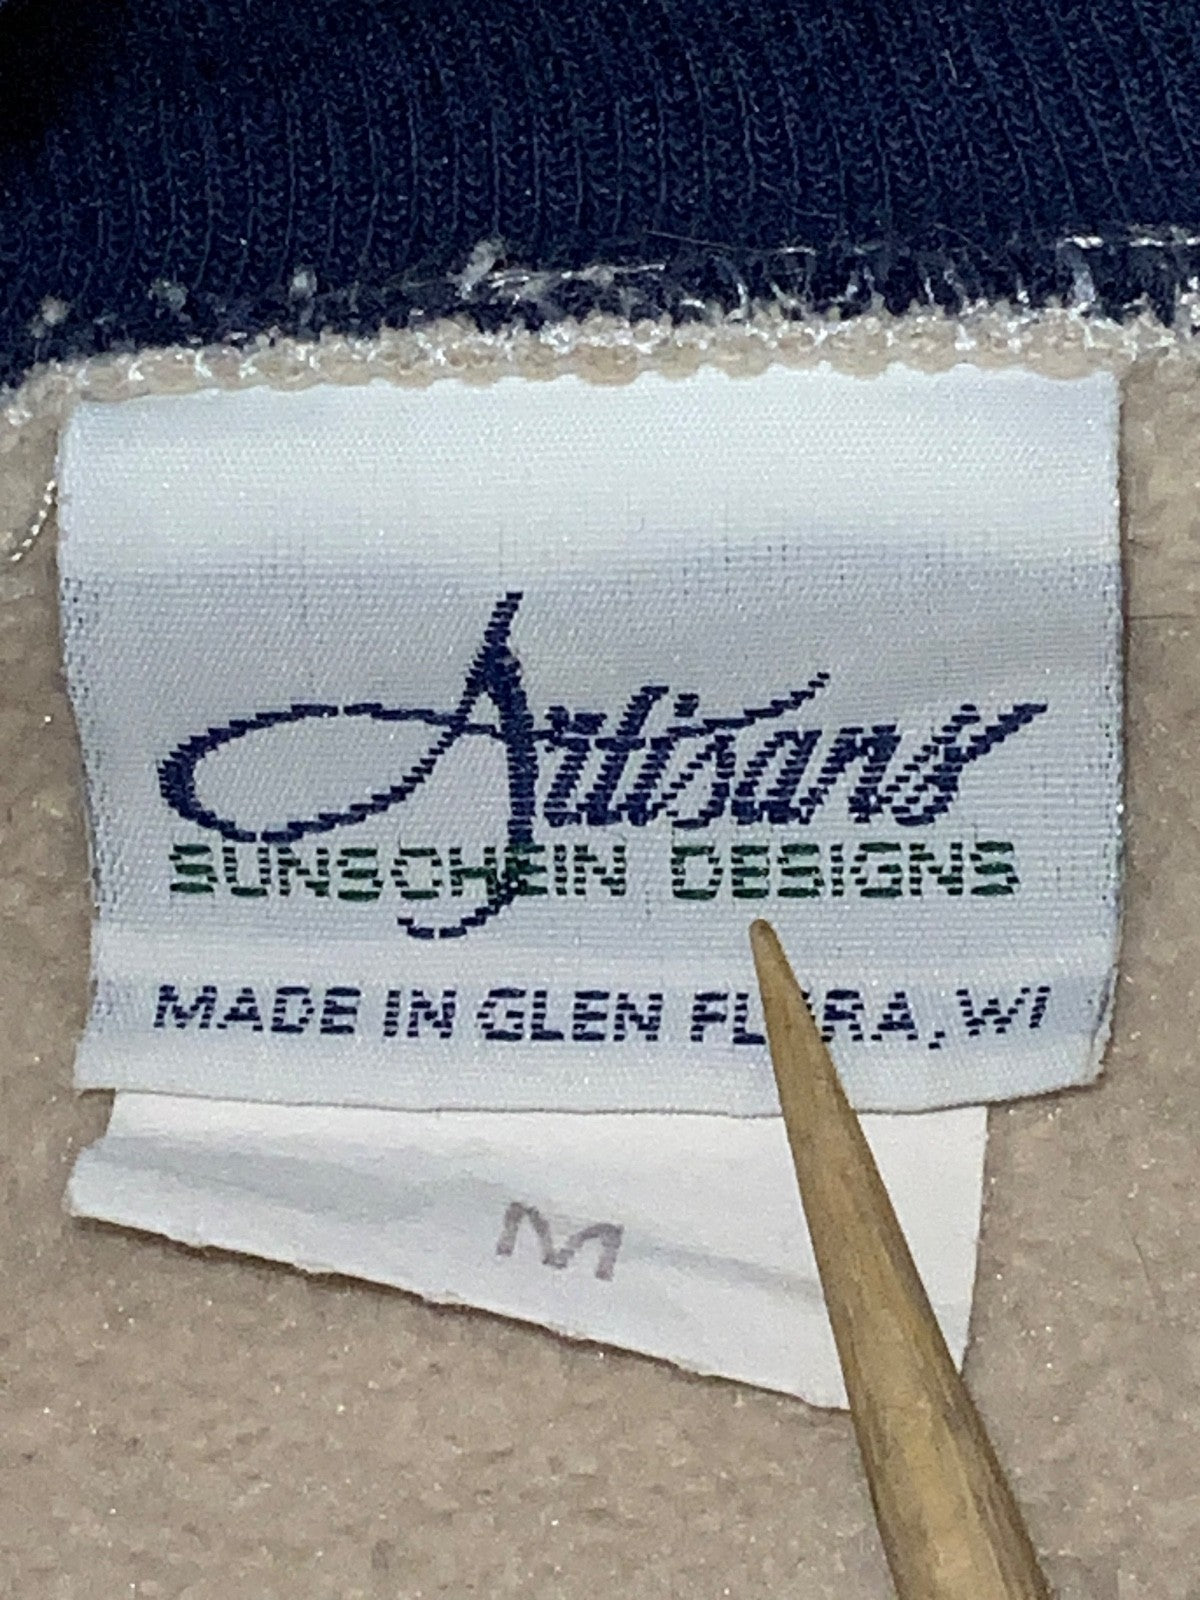 Artisans
SUNSCHEIN DESIGNS
MADE IN GLEN FLORA, WI
M